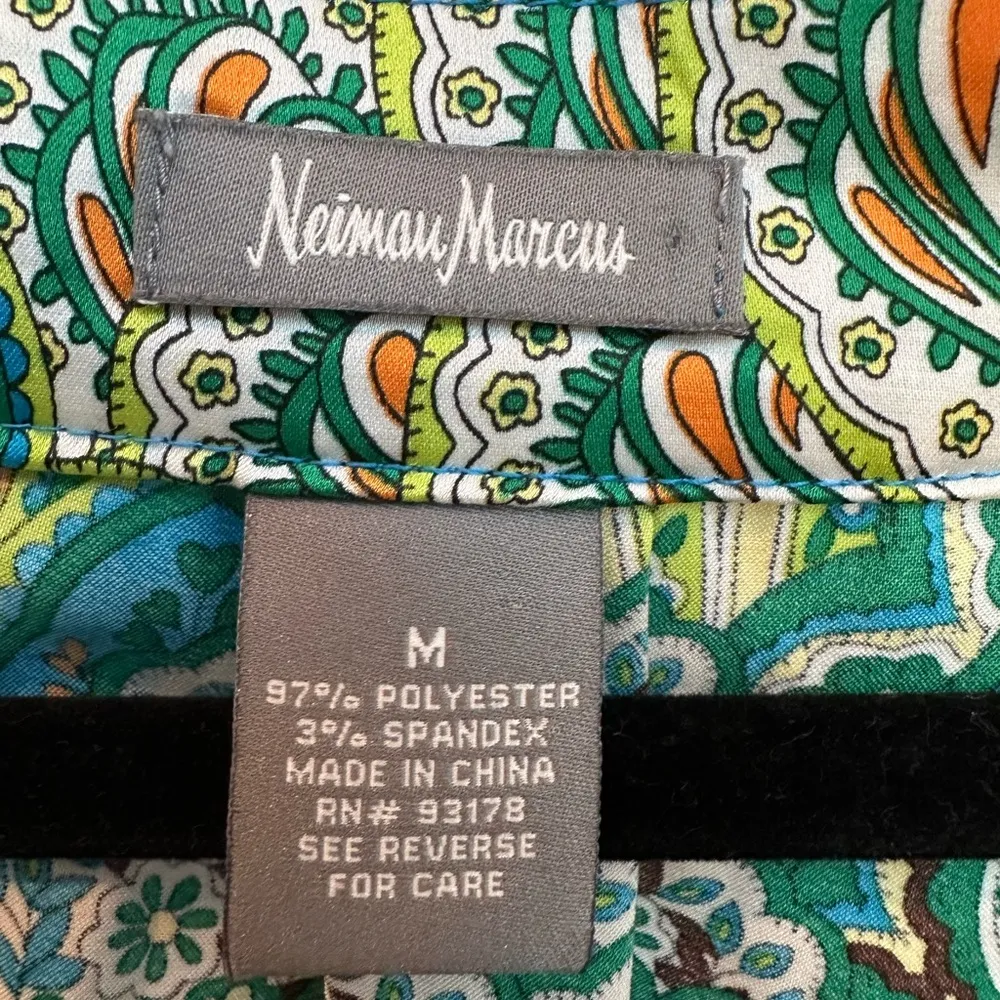 Neiman Marcus
M
97% POLYESTER
3% SPANDEX
MADE IN CHINA
RN# 93178
SEE REVERSE
FOR CARE